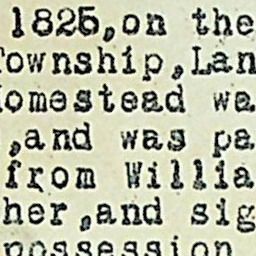 1825,on the
Township,Lan
Homestead wa
,and was pa
from Willia
her,and sig
possession